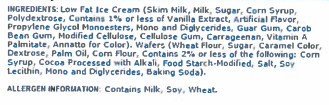 INGREDIENTS: Low Fat Ice Cream (Skim Milk, Milk, Sugar, Corn Syrup,
Polydextrose, Contains 1% or less of Vanilla Extract, Artificial Flavor,
Propylene Glycol Monoesters, Mono and Diglycerides, Guar Gum, Carob
Bean Gum, Modified Cellulose, Cellulose Gum, Carrageenan, Vitamin A
Palmitate, Annatto for Color). Wafers (Wheat Flour, Sugar, Caramel Color,
Dextrose, Palm Oil, Corn Flour, Contains 2% or less of the following: Corn
Syrup, Cocoa Processed with Alkali, Food Starch-Modified, Salt, Soy
Lecithin, Mono and Diglycerides, Baking Soda).
ALLERGEN INFORMATION: Contains Milk, Soy, Wheat.